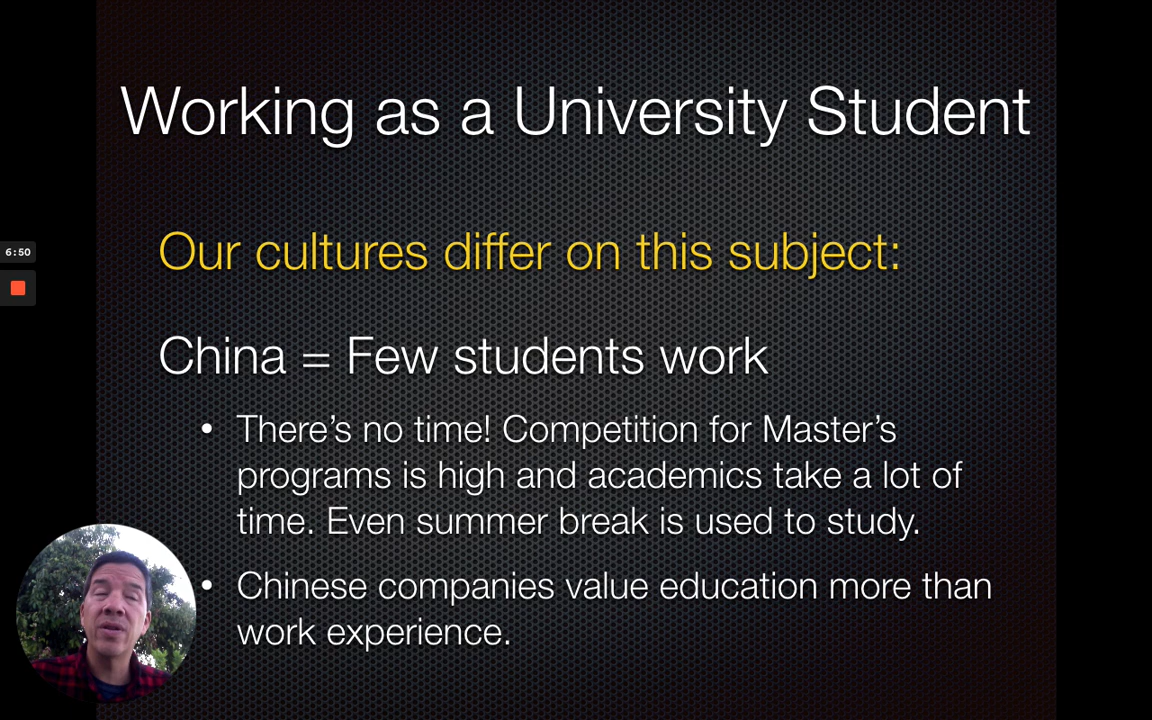 Working as a University Student
Our cultures differ on this subject:
6:50
China = Few students work
• There’s no time! Competition for Master’s
programs is high and academics take a lot of
time. Even summer break is used to study.
• Chinese companies value education more than
work experience.